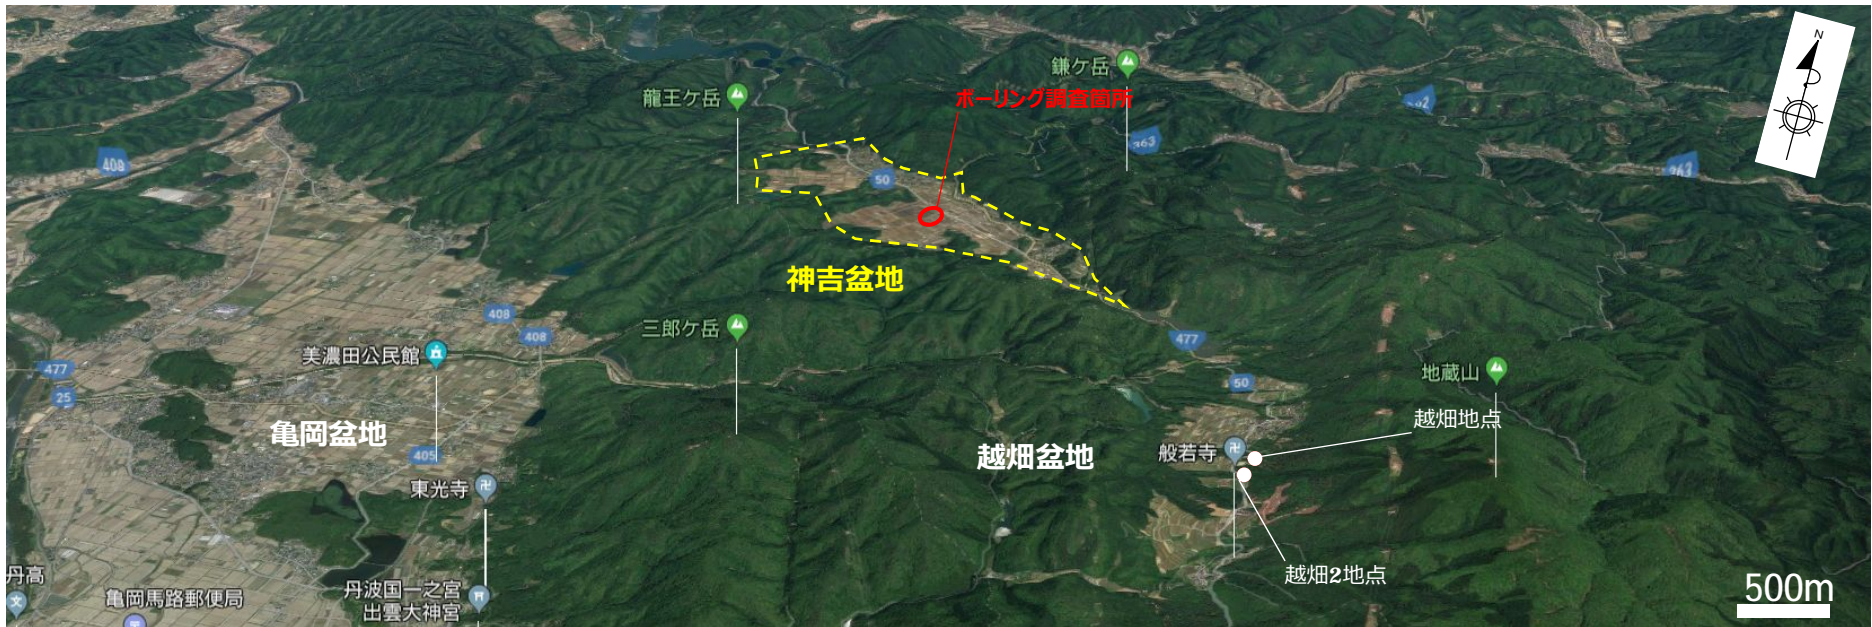 N
鎌ケ岳
龍王ケ岳
ボーリング調査箇所
363
408
50
363
神吉盆地
408
三郎ケ岳
408
477
美濃田公民館
477
地蔵山
50
25
越畑地点
亀岡盆地
越畑盆地
般若寺
卍
405
東光寺
卍
越畑2地点
丹高
文
丹波国一之宮
出雲大神宮
亀岡馬路郵便局
500m